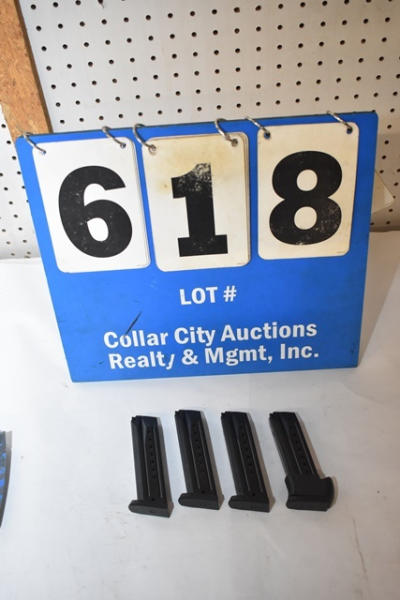 618
LOT #
Collar City Auctions
Realty & Mgmt, Inc.